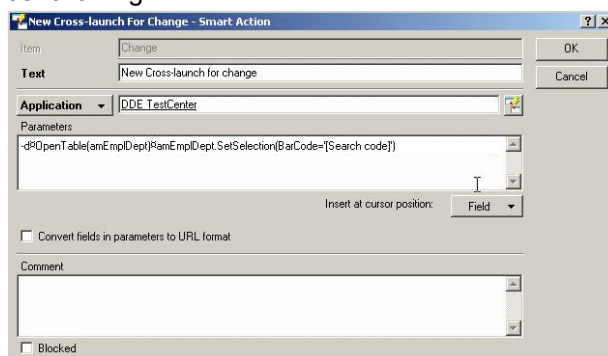 New Cross-launch For Change - Smart Action
Item Change OK
Text New Cross-launch for change Cancel
Application DDE TestCenter
Parameters
-d¤OpenTable(amEmplDept)¤amEmplDept.SetSelection(BarCode='[Search code]')
Insert at cursor position: Field
Convert fields in parameters to URL format
Comment
Blocked